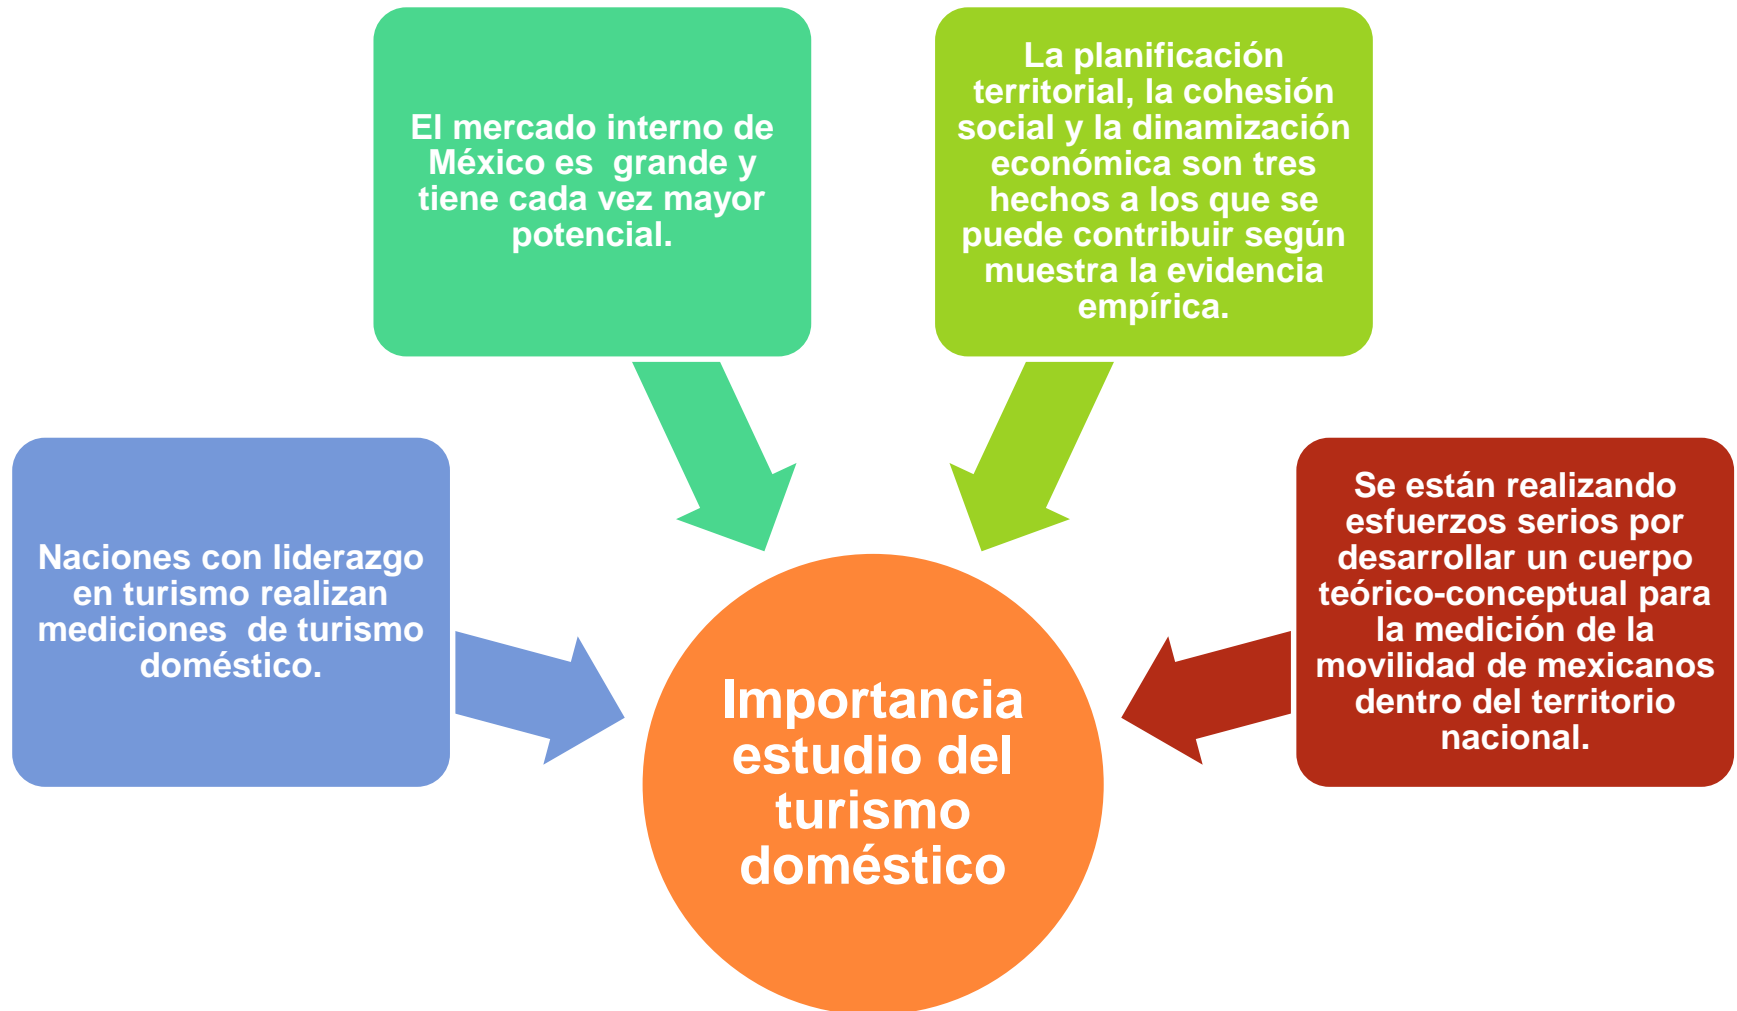 El mercado interno de
México es  grande y
tiene cada vez mayor
potencial.
La planificación
territorial, la cohesión
social y la dinamización
económica son tres
hechos a los que se
puede contribuir según
muestra la evidencia
empírica.
Naciones con liderazgo
en turismo realizan
mediciones  de turismo
doméstico.
Se están realizando
esfuerzos serios por
desarrollar un cuerpo
teórico-conceptual para
la medición de la
movilidad de mexicanos
dentro del territorio
nacional.
Importancia
estudio del
turismo
doméstico